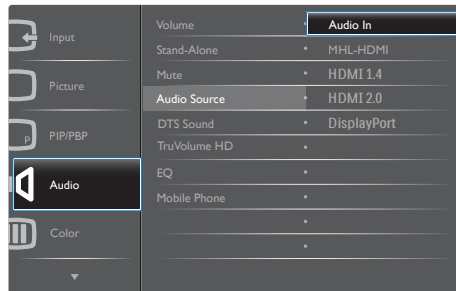 Input
Picture
P PIP/PBP
Audio
Color
Volume • Audio In
Stand-Alone • MHL-HDMI
Mute • HDMI 1.4
Audio Source • HDMI 2.0
DTS Sound • DisplayPort
TruVolume HD •
EQ •
Mobile Phone •
•
•